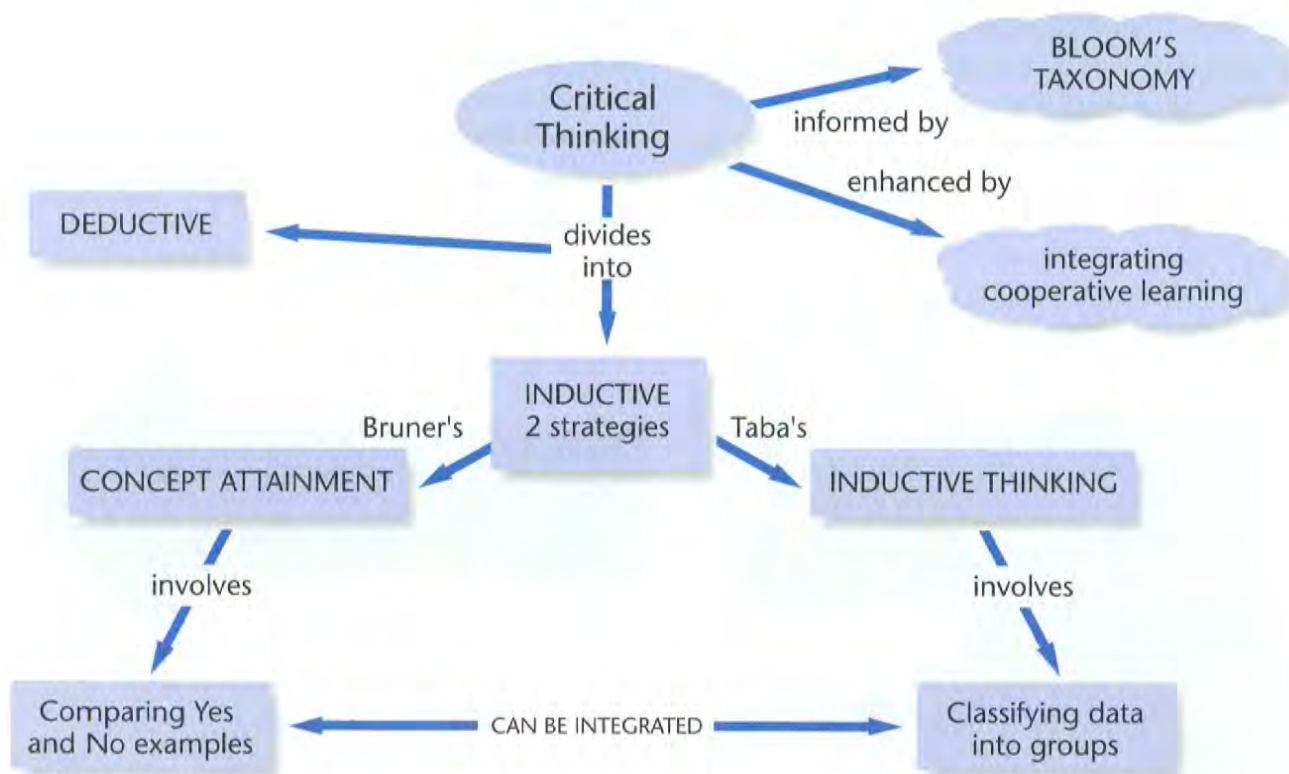 BLOOM'S
TAXONOMY
Critical
Thinking
informed by
enhanced by
DEDUCTIVE
divides
into
integrating
cooperative learning
INDUCTIVE
2 strategies
Bruner's
Taba's
CONCEPT ATTAINMENT
INDUCTIVE THINKING
involves
involves
Comparing Yes
and No examples
CAN BE INTEGRATED
Classifying data
into groups